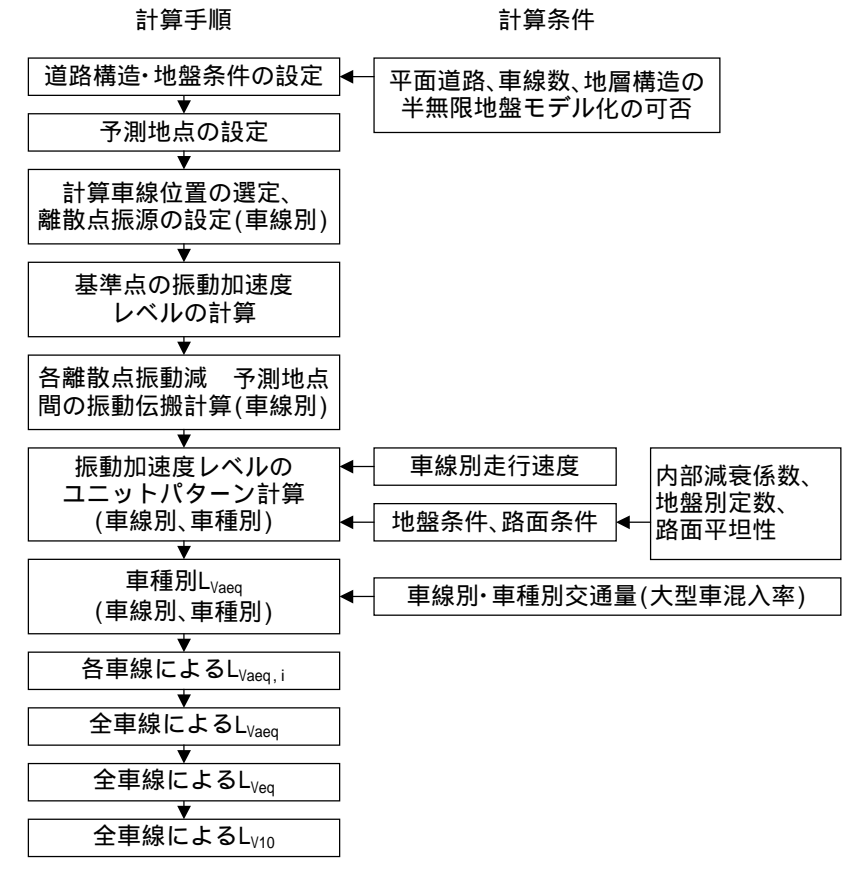 計算手順
計算条件
道路構造・地盤条件の設定
平面道路、車線数、地層構造の
半無限地盤モデル化の可否
予測地点の設定
計算車線位置の選定、
離散点振源の設定(車線別)
基準点の振動加速度
レベルの計算
各離散点振動減 予測地点
間の振動伝搬計算(車線別)
振動加速度レベルの
ユニットパターン計算
(車線別、車種別)
車線別走行速度
地盤条件、路面条件
内部減衰係数、
地盤別定数、
路面平坦性
車種別LVaeq
(車線別、車種別)
車線別・車種別交通量(大型車混入率)
各車線によるLVaeq, i
全車線によるLVaeq
全車線によるLVeq
全車線によるLV10